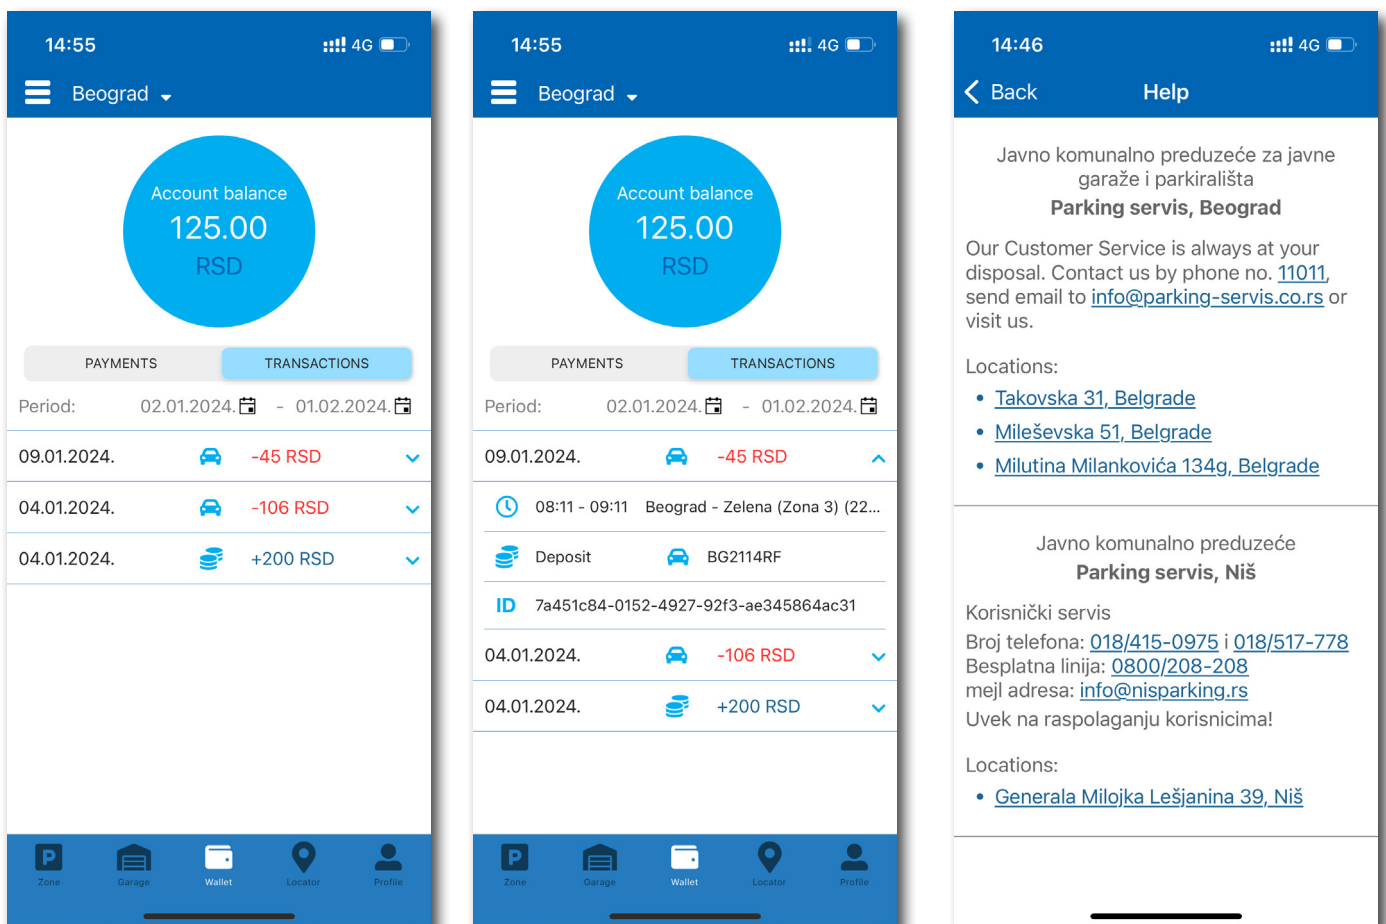 14:55
4G
Beograd
Account balance
125.00
RSD
PAYMENTS
TRANSACTIONS
Period:
02.01.2024. - 01.02.2024.
09.01.2024. -45 RSD
04.01.2024. -106 RSD
04.01.2024. +200 RSD
Zone
Garage
Wallet
Locator
Profile
14:55
4G
Beograd
Account balance
125.00
RSD
PAYMENTS
TRANSACTIONS
Period:
02.01.2024. - 01.02.2024.
09.01.2024. -45 RSD
08:11 - 09:11 Beograd - Zelena (Zona 3) (22...
Deposit BG2114RF
ID 7a451c84-0152-4927-92f3-ae345864ac31
04.01.2024. -106 RSD
04.01.2024. +200 RSD
Zone
Garage
Wallet
Locator
Profile
14:46
4G
Back
Help
Javno komunalno preduzeće za javne
garaže i parkirališta
Parking servis, Beograd
Our Customer Service is always at your
disposal. Contact us by phone no. 11011,
send email to info@parking-servis.co.rs or
visit us.
Locations:
• Takovska 31, Belgrade
• Mileševska 51, Belgrade
• Milutina Milankovića 134g, Belgrade
Javno komunalno preduzeće
Parking servis, Niš
Korisnički servis
Broj telefona: 018/415-0975 i 018/517-778
Besplatna linija: 0800/208-208
mejl adresa: info@nisparking.rs
Uvek na raspolaganju korisnicima!
Locations:
• Generala Milojka Lešjanina 39, Niš